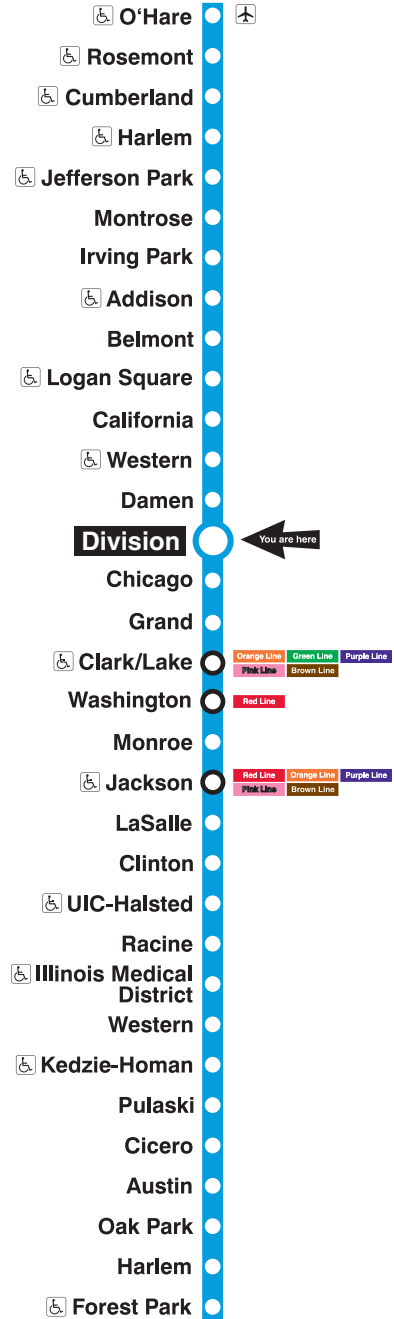 O'Hare
Rosemont
Cumberland
Harlem
Jefferson Park
Montrose
Irving Park
Addison
Belmont
Logan Square
California
Western
Damen
Division
You are here
Chicago
Grand
Clark/Lake
Orange Line Green Line Purple Line
Pink Line Brown Line
Washington
Red Line
Monroe
Jackson
Red Line Orange Line Purple Line
Pink Line Brown Line
LaSalle
Clinton
UIC-Halsted
Racine
Illinois Medical
District
Western
Kedzie-Homan
Pulaski
Cicero
Austin
Oak Park
Harlem
Forest Park